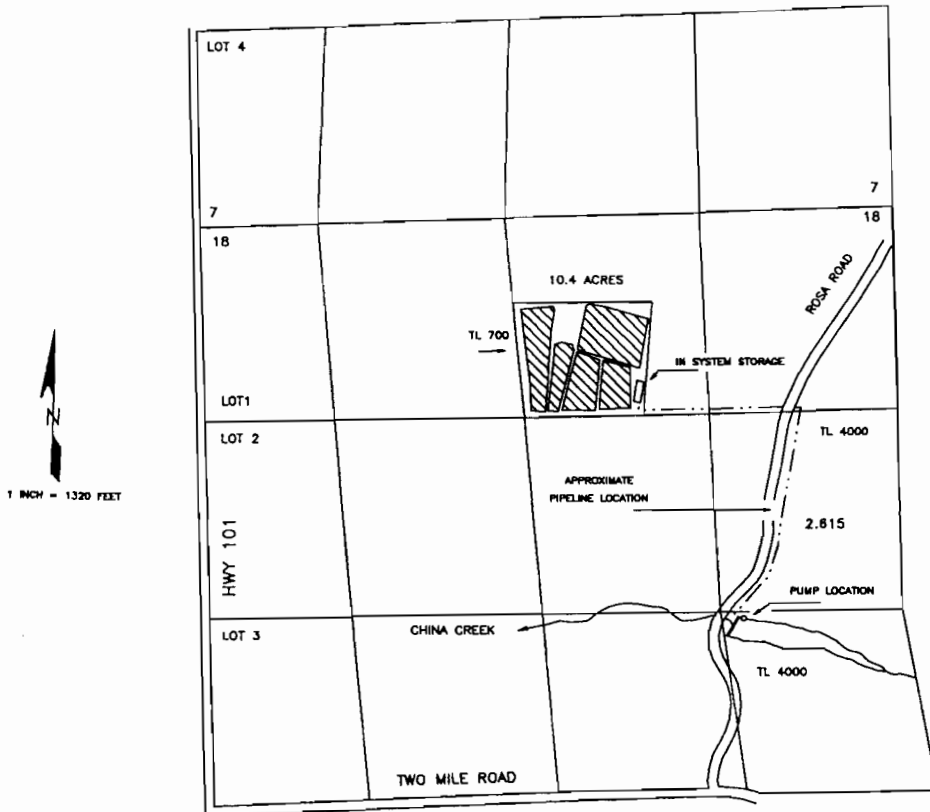 LOT 4
7
7
18
18
10.4 ACRES
ROSA ROAD
TL 700
IN SYSTEM STORAGE
LOT1
LOT 2
TL 4000
N
1 INCH = 1320 FEET
APPROXIMATE
PIPELINE LOCATION
2.615
HWY 101
PUMP LOCATION
LOT 3
CHINA CREEK
TL 4000
TWO MILE ROAD